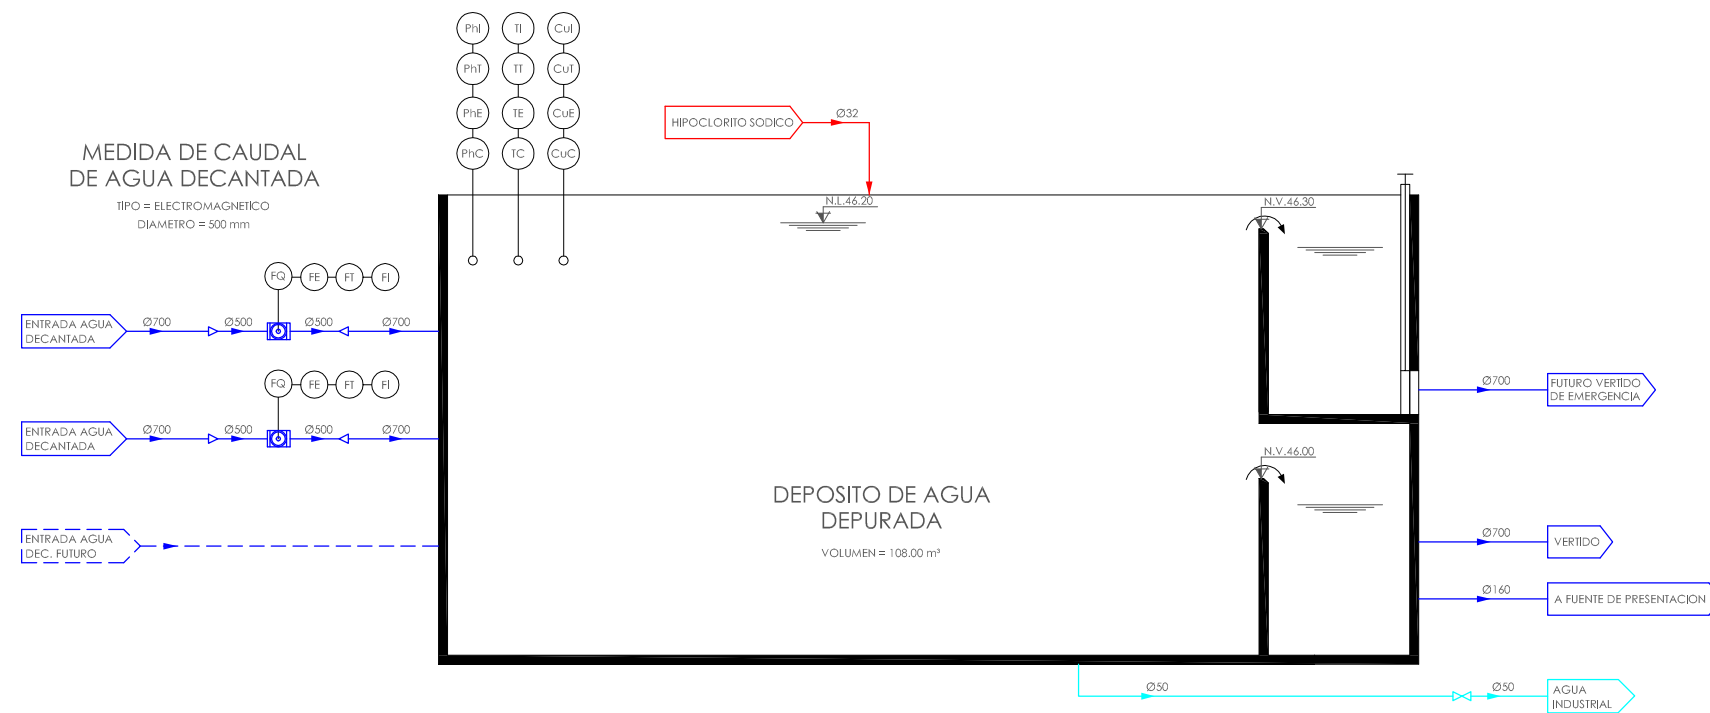 PhI
TI
CuI
PhT
TT
CuT
PhE
TE
CuE
PhC
TC
CuC
HIPOCLORITO SODICO
Ø32
MEDIDA DE CAUDAL
DE AGUA DECANTADA
TIPO = ELECTROMAGNETICO
DIAMETRO = 500 mm
N.L.46.20
N.V.46.30
FQ
FE
FT
FI
ENTRADA AGUA
DECANTADA
Ø700
Ø500
Ø500
Ø700
FQ
FE
FT
FI
ENTRADA AGUA
DECANTADA
Ø700
Ø500
Ø500
Ø700
Ø700
FUTURO VERTIDO
DE EMERGENCIA
N.V.46.00
DEPOSITO DE AGUA
DEPURADA
VOLUMEN = 108.00 m³
ENTRADA AGUA
DEC. FUTURO
Ø700
VERTIDO
Ø160
A FUENTE DE PRESENTACION
Ø50
Ø50
AGUA
INDUSTRIAL